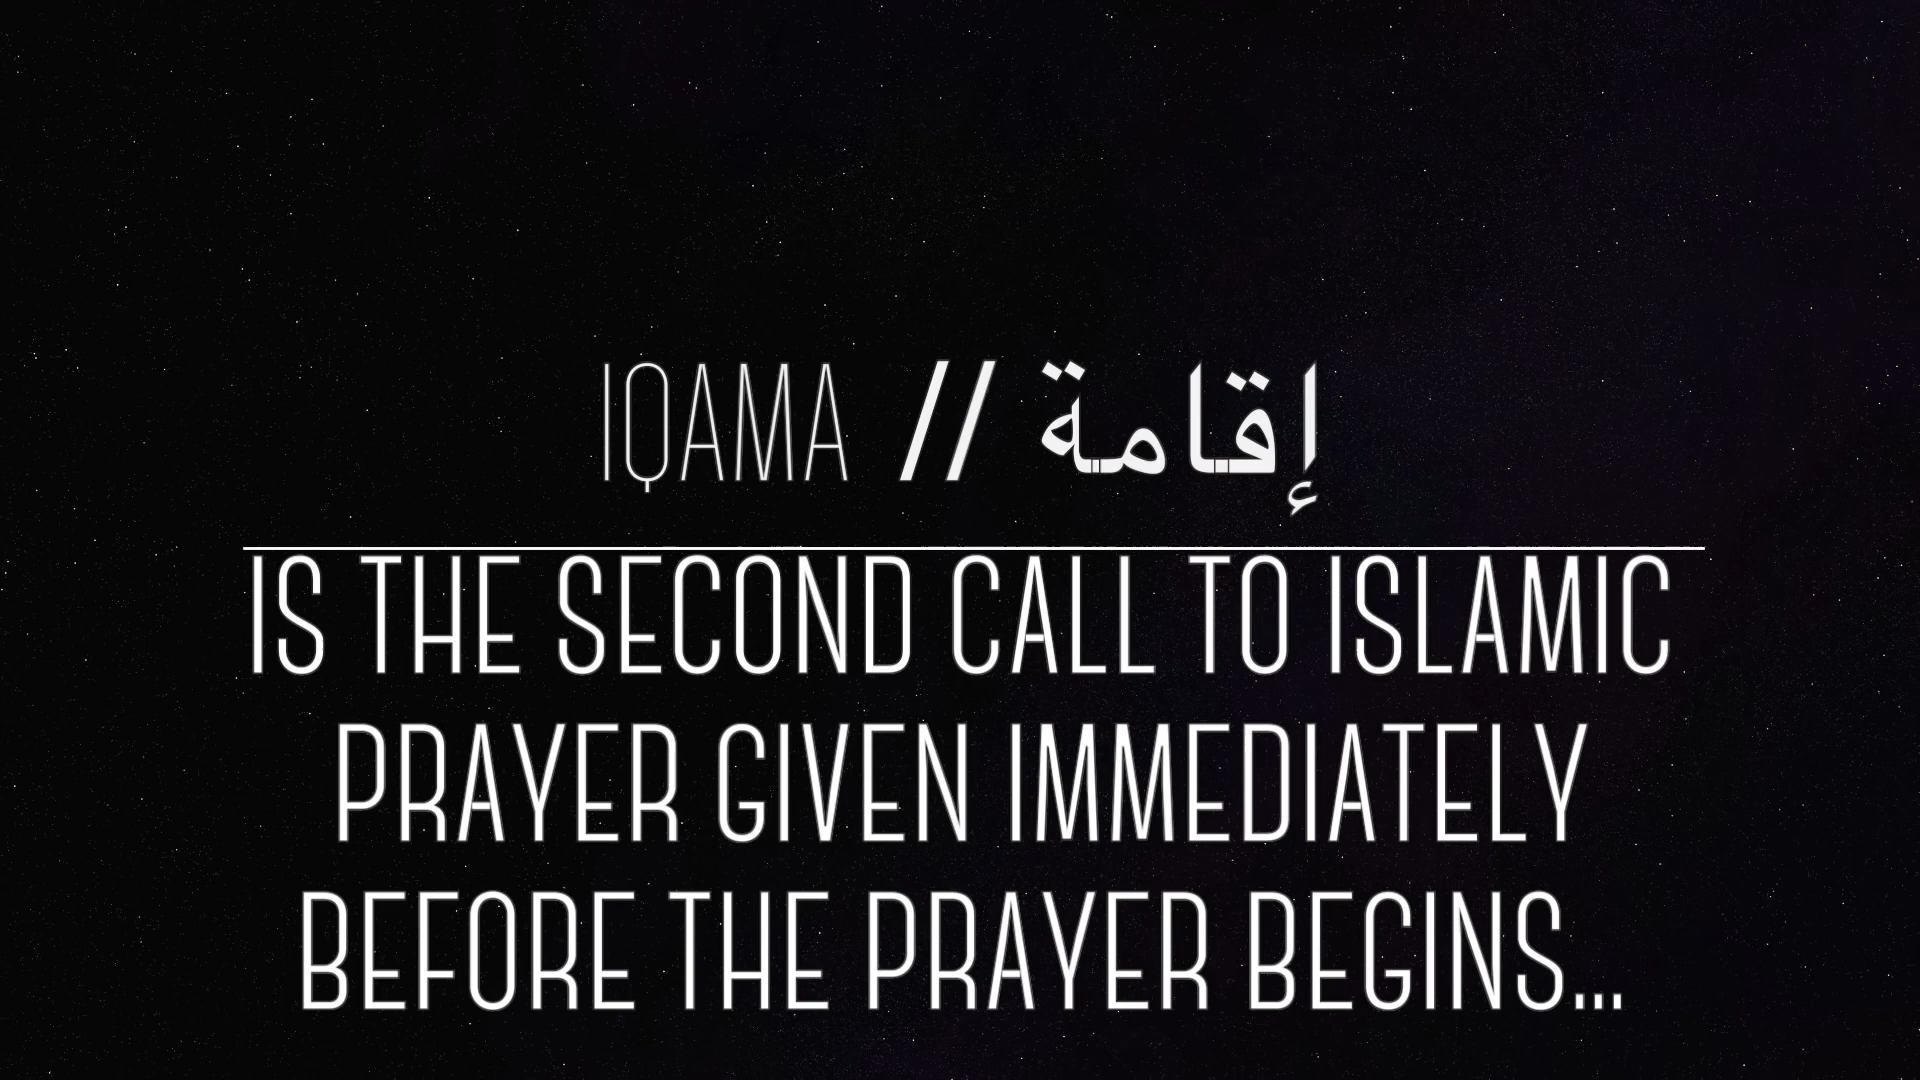 IQAMA // إقامة
IS THE SECOND CALL TO ISLAMIC
PRAYER GIVEN IMMEDIATELY
BEFORE THE PRAYER BEGINS...